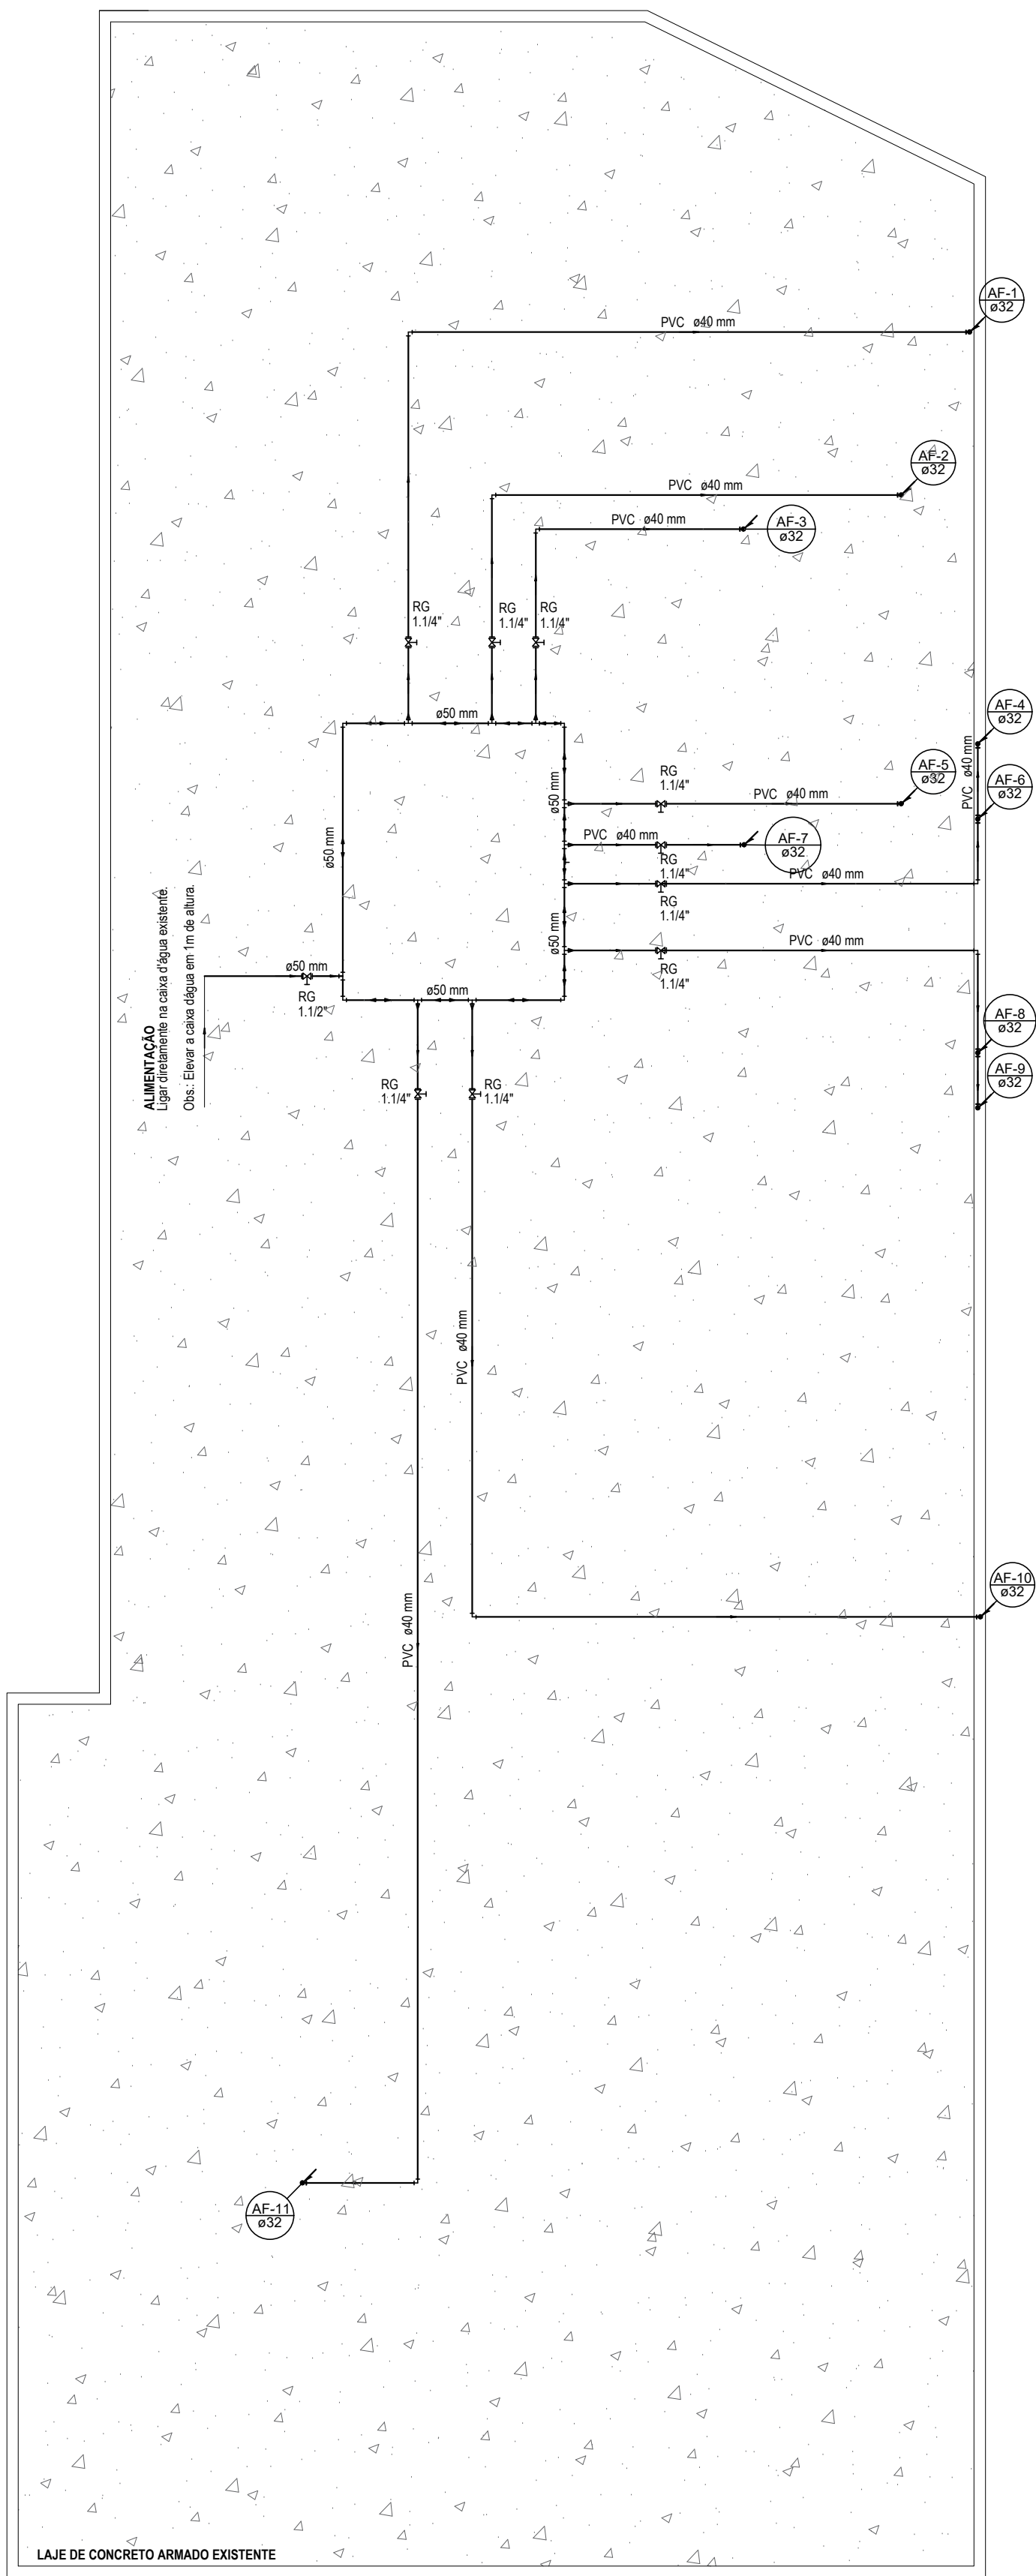 AF-1
ø32
PVC ø40 mm
AF-2
ø32
PVC ø40 mm
PVC ø40 mm
AF-3
ø32
RG
1.1/4"
RG
1.1/4"
RG
1.1/4"
AF-4
ø32
ø50 mm
PVC ø40 mm
AF-5
ø32
RG
1.1/4"
PVC ø40 mm
AF-6
ø32
ø50 mm
ø50 mm
PVC ø40 mm
AF-7
ø32
RG
1.1/4"
PVC ø40 mm
RG
1.1/4"
ALIMENTAÇÃO
Ligar diretamente na caixa d'água existente.
Obs.: Elevar a caixa dágua em 1m de altura.
ø50 mm
RG
1.1/2"
ø50 mm
ø50 mm
PVC ø40 mm
RG
1.1/4"
AF-8
ø32
AF-9
ø32
RG
1.1/4"
RG
1.1/4"
PVC ø40 mm
AF-10
ø32
PVC ø40 mm
AF-11
ø32
LAJE DE CONCRETO ARMADO EXISTENTE